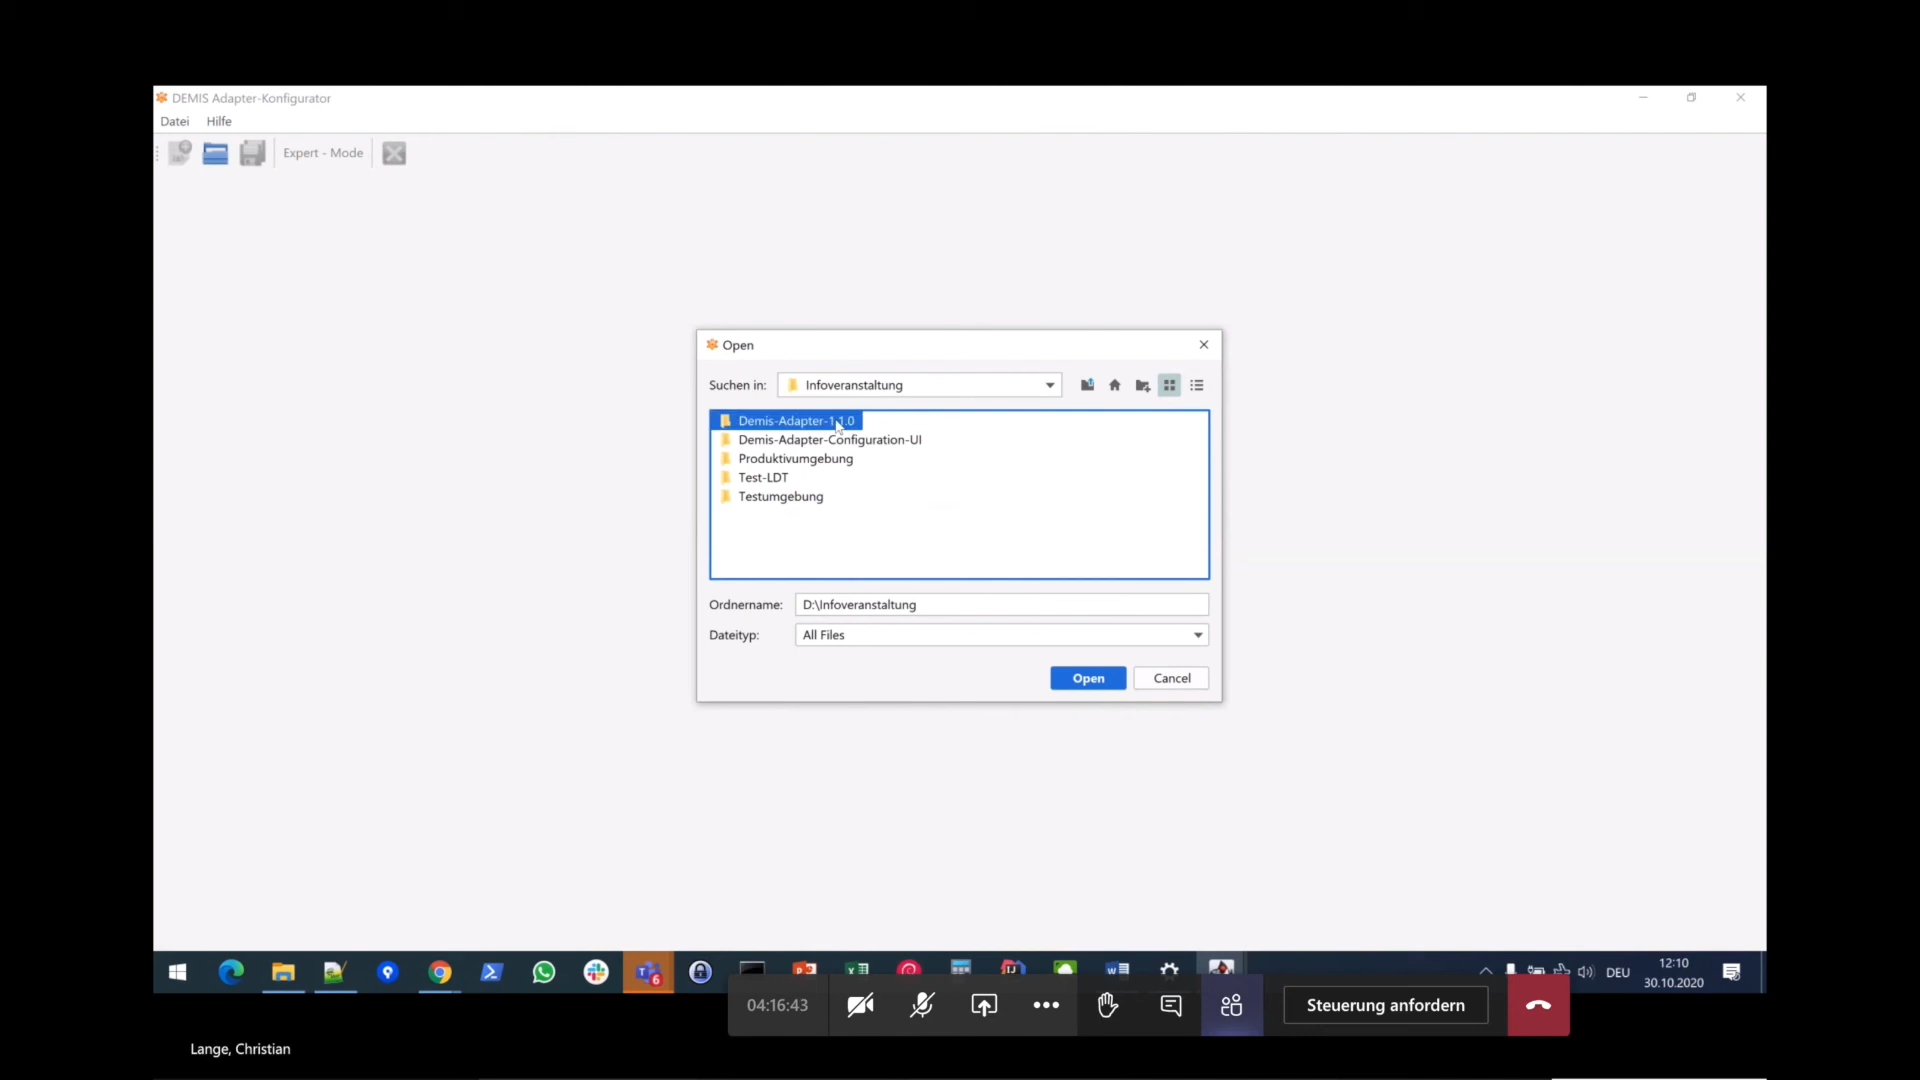 DEMIS Adapter-Konfigurator
Datei Hilfe
Expert - Mode
Open
Suchen in: Infoveranstaltung
Demis-Adapter-1.1.0
Demis-Adapter-Configuration-UI
Produktivumgebung
Test-LDT
Testumgebung
Ordnername: D:\Infoveranstaltung
Dateityp: All Files
Open Cancel
6
DEU
12:10
30.10.2020
04:16:43
Steuerung anfordern
Lange, Christian